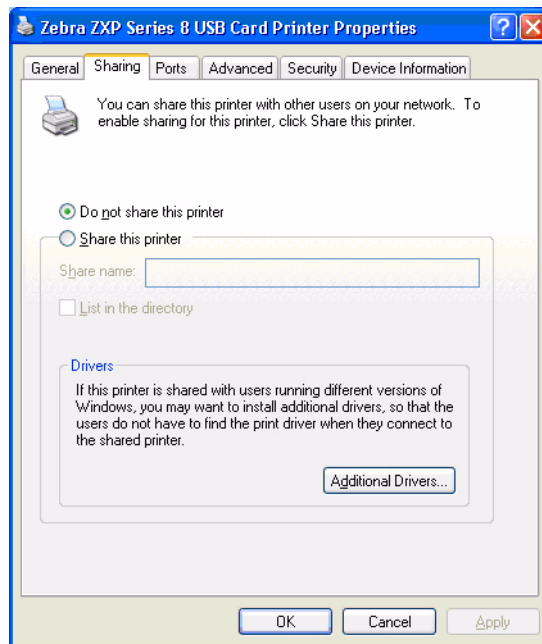 Zebra ZXP Series 8 USB Card Printer Properties
General Sharing Ports Advanced Security Device Information
You can share this printer with other users on your network. To
enable sharing for this printer, click Share this printer.
Do not share this printer
Share this printer
Share name:
List in the directory
Drivers
If this printer is shared with users running different versions of
Windows, you may want to install additional drivers, so that the
users do not have to find the print driver when they connect to
the shared printer.
Additional Drivers...
OK Cancel Apply